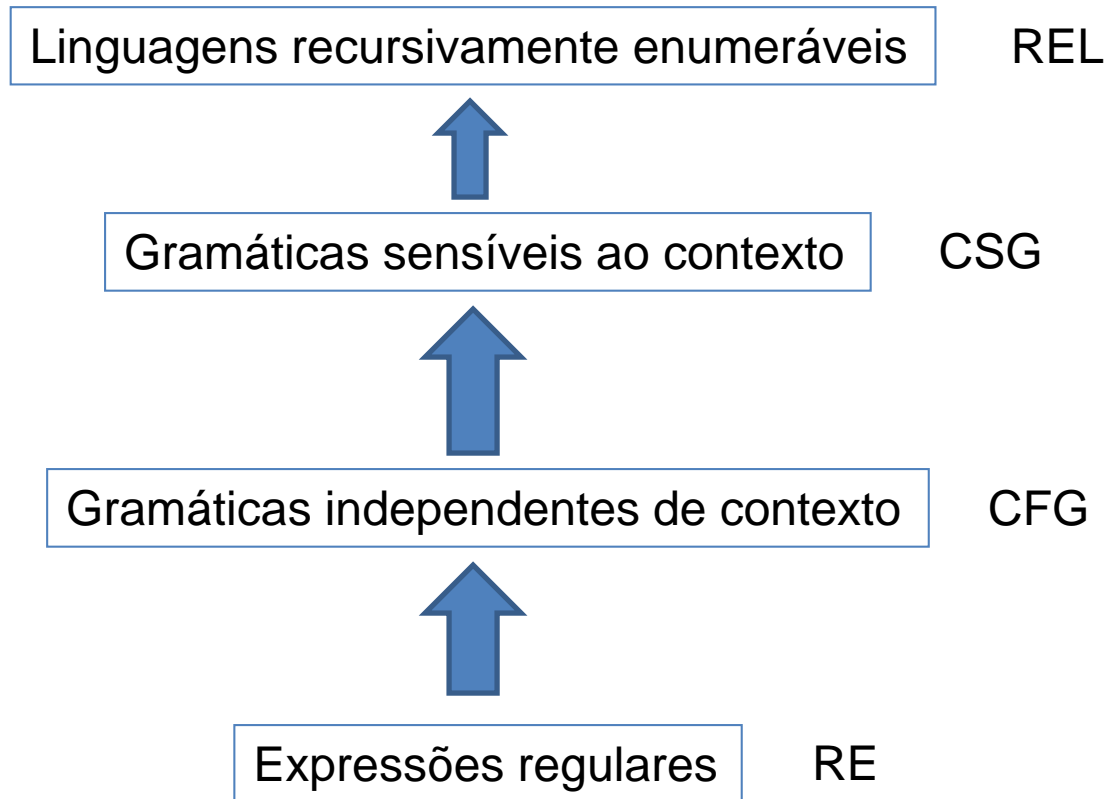 Linguagens recursivamente enumeráveis REL
Gramáticas sensíveis ao contexto CSG
Gramáticas independentes de contexto CFG
Expressões regulares RE